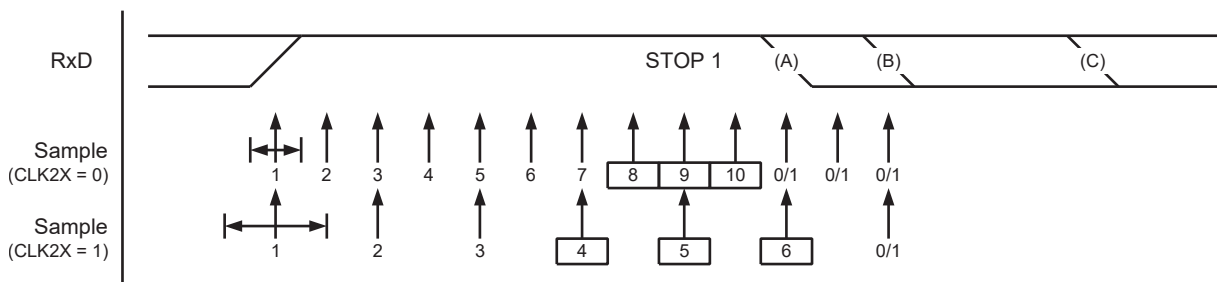 RxD STOP 1 (A) (B) (C)
Sample
(CLK2X = 0)
1 2 3 4 5 6 7 8 9 10 0/1 0/1 0/1
Sample
(CLK2X = 1)
1 2 3 4 5 6 0/1